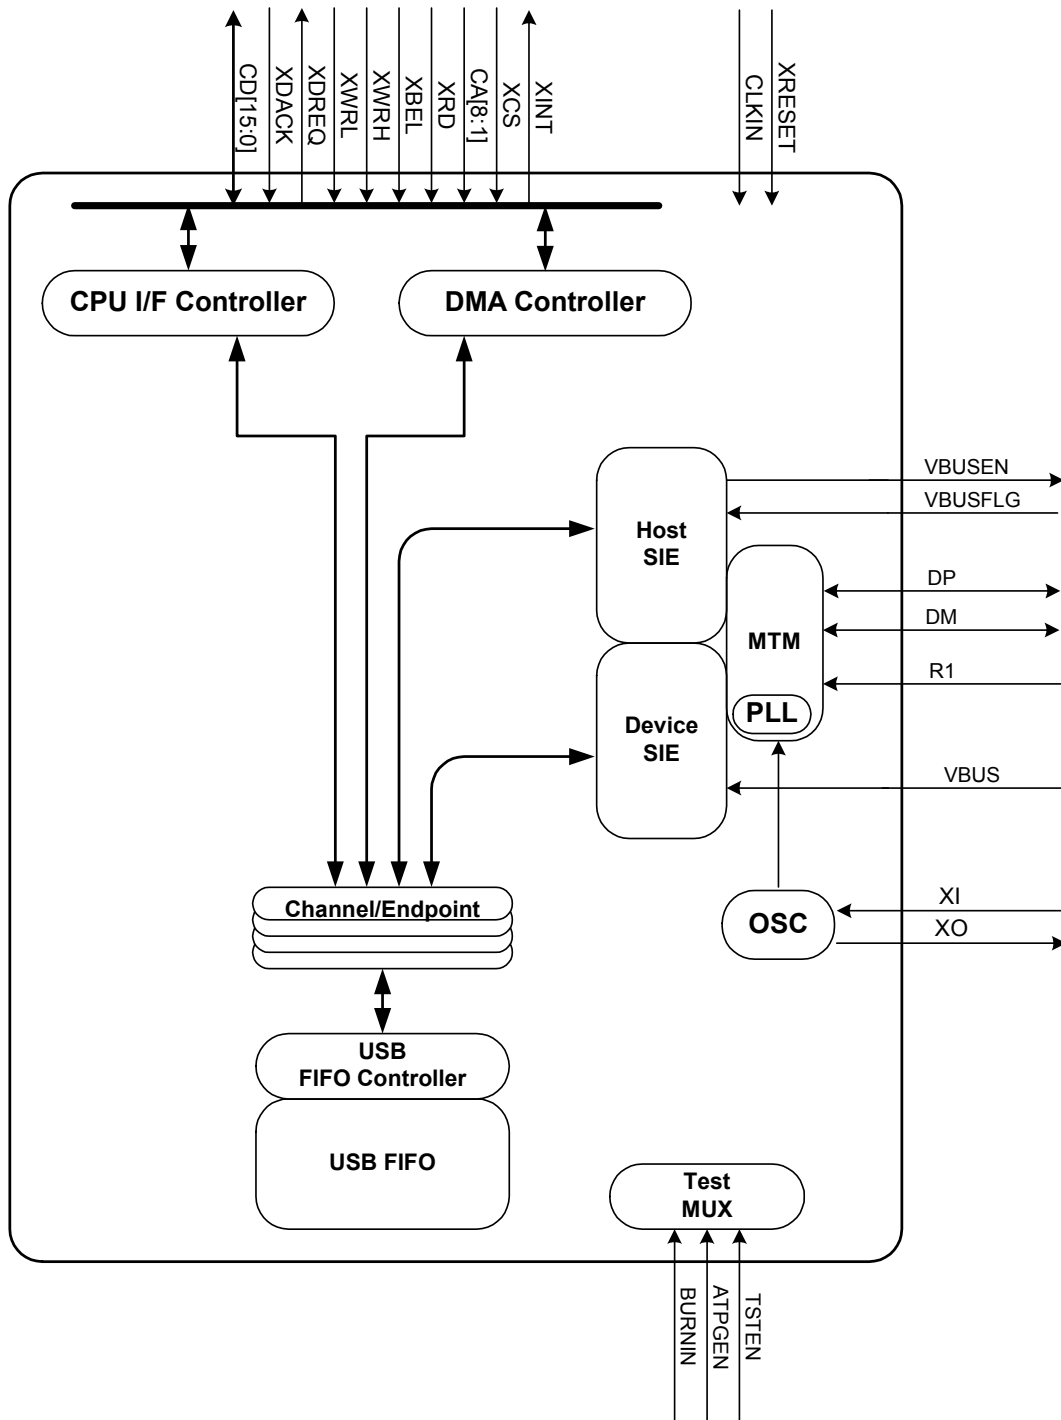 CD[15:0]
XDACK
XDREQ
XWRL
XWRH
XBEL
XRD
CA[8:1]
XCS
XINT
CLKIN
XRESET
CPU I/F Controller
DMA Controller
Host
SIE
VBUSEN
VBUSFLG
MTM
DP
DM
R1
PLL
Device
SIE
VBUS
Channel/Endpoint
OSC
XI
XO
USB
FIFO Controller
USB FIFO
Test
MUX
BURNIN
ATPGEN
TSTEN